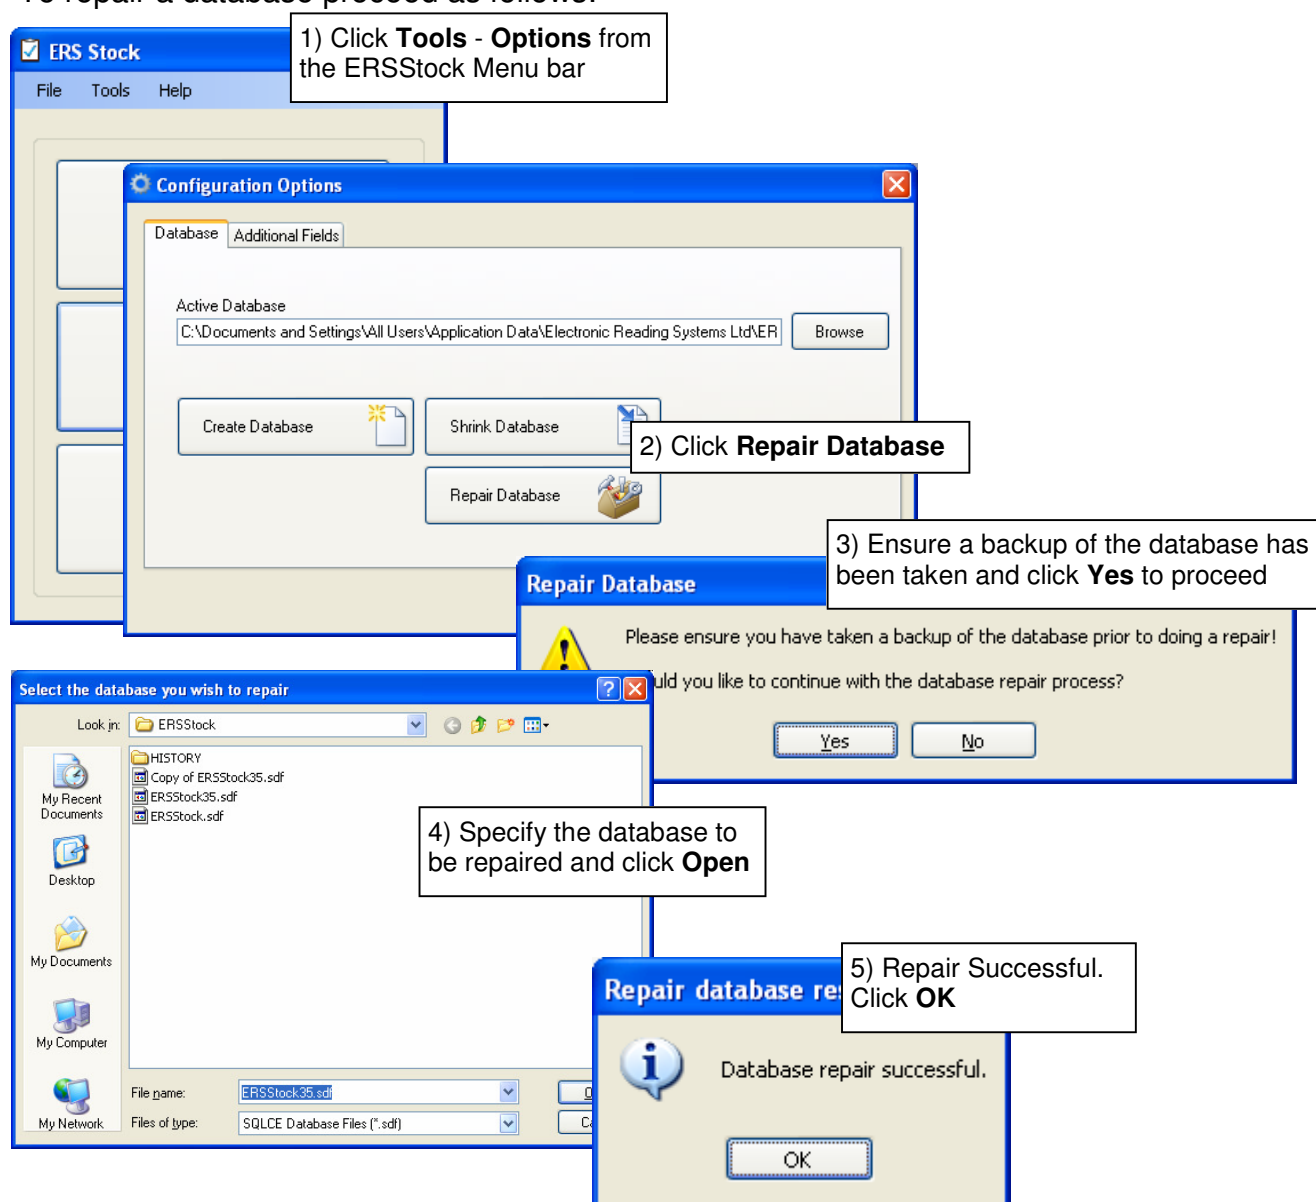 To repair a database proceed as follows:
1) Click Tools - Options from
the ERSStock Menu bar
ERS Stock
File Tools Help
Configuration Options
Database Additional Fields
Active Database
C:\Documents and Settings\All Users\Application Data\Electronic Reading Systems Ltd\ER Browse
Create Database Shrink Database
2) Click Repair Database
Repair Database
3) Ensure a backup of the database has
been taken and click Yes to proceed
Repair Database
Please ensure you have taken a backup of the database prior to doing a repair!
uld you like to continue with the database repair process?
Yes No
Select the database you wish to repair
Look in: ERSStock
HISTORY
Copy of ERSStock35.sdf
ERSStock35.sdf
ERSStock.sdf
My Recent
Documents
Desktop
My Documents
My Computer
My Network
4) Specify the database to
be repaired and click Open
File name: ERSStock35.sdf O
Files of type: SQLCE Database Files (*.sdf) Ca
5) Repair Successful.
Click OK
Repair database res
Database repair successful.
OK